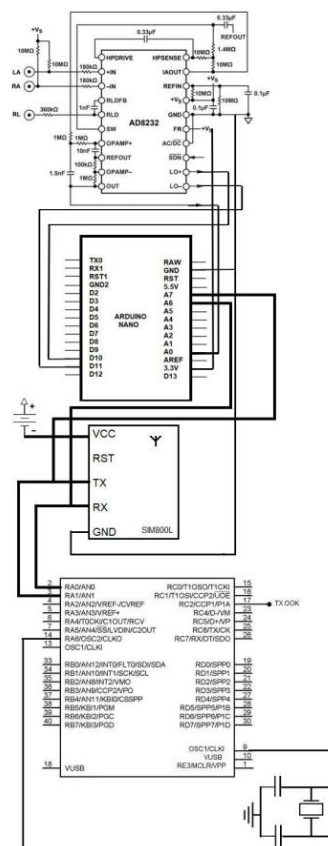 0.33µF
0.33µF
REFOUT
+VS
10MΩ
1.4MΩ
10MΩ
10MΩ
10MΩ
LA
180kΩ
HPDRIVE
HPSENSE
+IN
IAOUT
RA
180kΩ
–IN
REFIN
RLDFB
+VS
10MΩ
10MΩ
0.1µF
RL
360kΩ
1nF
RLD
GND
0.1µF
AD8232
SW
FR
+VS
1MΩ
1MΩ
OPAMP+
AC/DC
10nF
REFOUT
SDN
100kΩ
OPAMP–
LO+
1.5nF
1MΩ
OUT
LO–
TX0
RX1
RST1
GND2
D2
D3
D4
D5
D6
D7
D8
D9
D10
D11
D12
ARDUINO
NANO
RAW
GND
RST
5.5V
A7
A6
A5
A4
A3
A2
A1
A0
AREF
3.3V
D13
+
–
VCC
RST
TX
RX
GND
SIM800L
2 RA0/AN0
3 RA1/AN1
4 RA2/AN2/VREF-/CVREF
5 RA3/AN3/VREF+
6 RA4/T0CKI/C1OUT/RCV
7 RA5/AN4/SS/LVDIN/C2OUT
14 RA6/OSC2/CLKO
13 OSC1/CLKI
33 RB0/AN12/INT0/FLT0/SDI/SDA
34 RB1/AN10/INT1/SCK/SCL
35 RB2/AN8/INT2/VMO
36 RB3/AN9/CCP2/VPO
37 RB4/AN11/KBI0/CSSPP
38 RB5/KBI1/PGM
39 RB6/KBI2/PGC
40 RB7/KBI3/PGD
18 VUSB
RC0/T1OSO/T1CKI 15
RC1/T1OSI/CCP2/UOE 16
RC2/CCP1/P1A 17
TX OOK
RC4/D-/VM 23
RC5/D+/VP 24
RC6/TX/CK 25
RC7/RX/DT/SDO 26
RD0/SPP0 19
RD1/SPP1 20
RD2/SPP2 21
RD3/SPP3 22
RD4/SPP4 27
RD5/SPP5/P1B 28
RD6/SPP6/P1C 29
RD7/SPP7/P1D 30
OSC1/CLKI 9
VUSB 10
RE3/MCLR/VPP 1